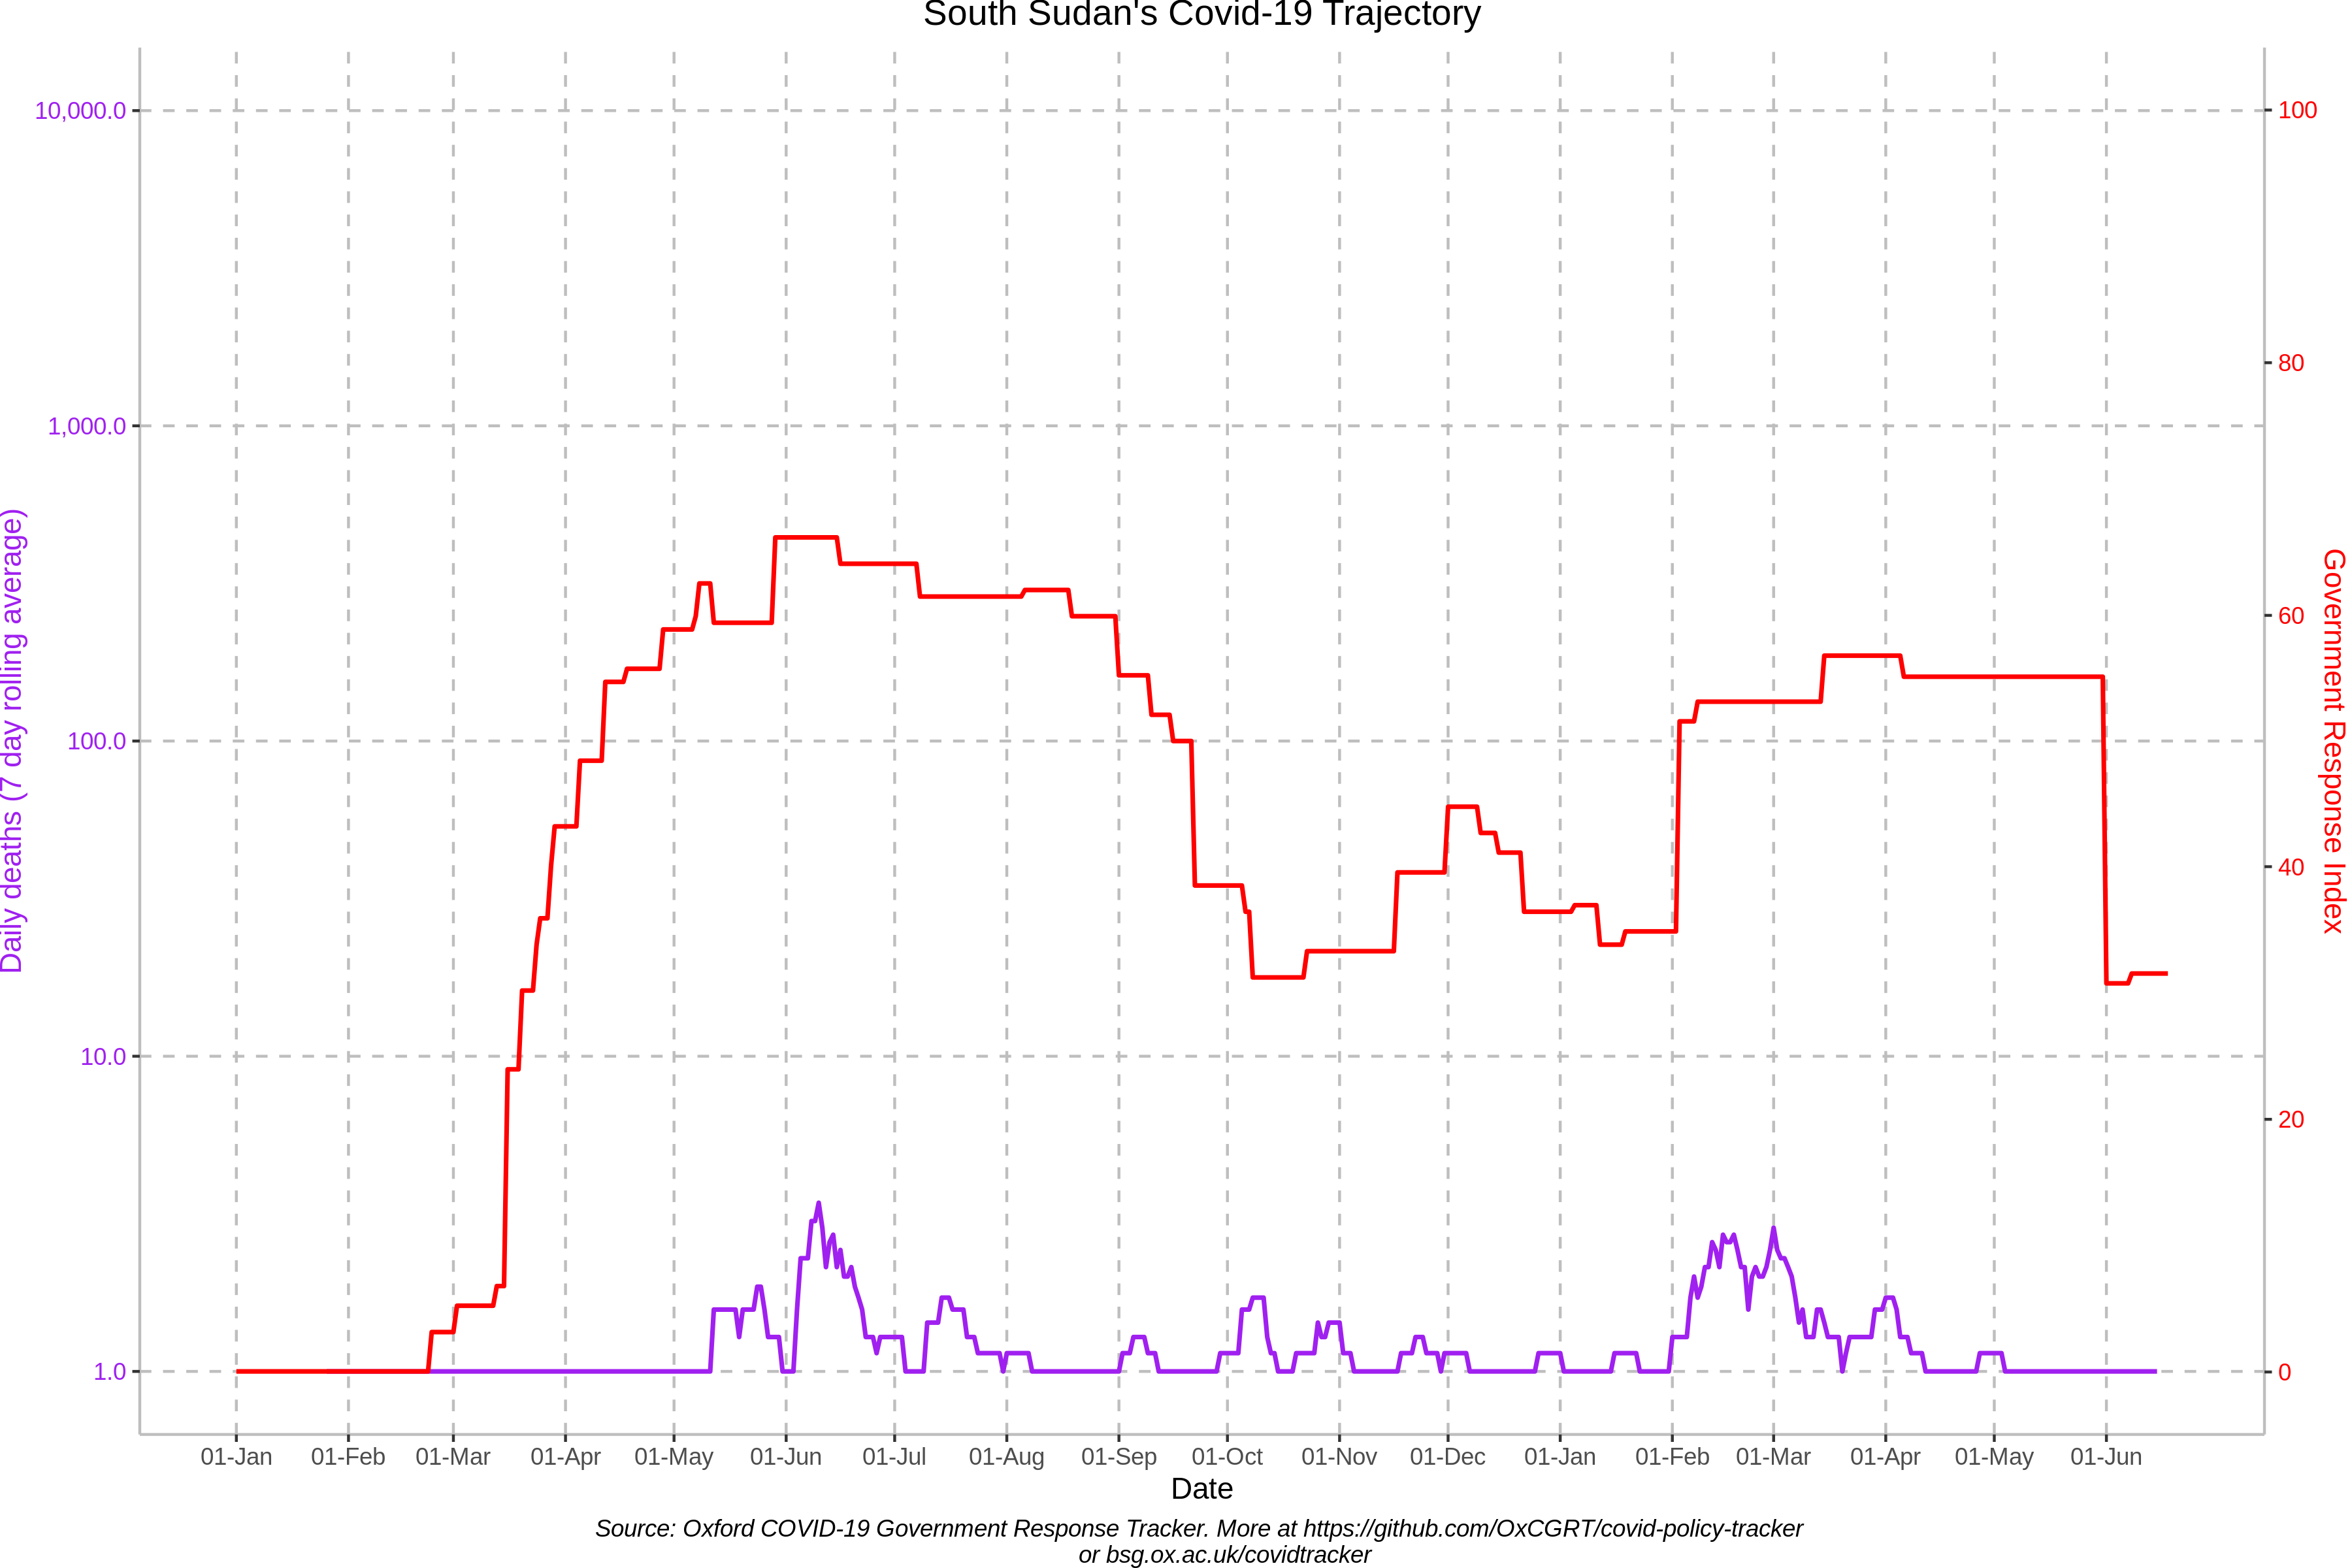 South Sudan's Covid-19 Trajectory
10,000.0
1,000.0
100.0
10.0
1.0
Daily deaths (7 day rolling average)
100
80
60
40
20
0
Government Response Index
01-Jan 01-Feb 01-Mar 01-Apr 01-May 01-Jun 01-Jul 01-Aug 01-Sep 01-Oct 01-Nov 01-Dec 01-Jan 01-Feb 01-Mar 01-Apr 01-May 01-Jun
Date
Source: Oxford COVID-19 Government Response Tracker. More at https://github.com/OxCGRT/covid-policy-tracker
or bsg.ox.ac.uk/covidtracker